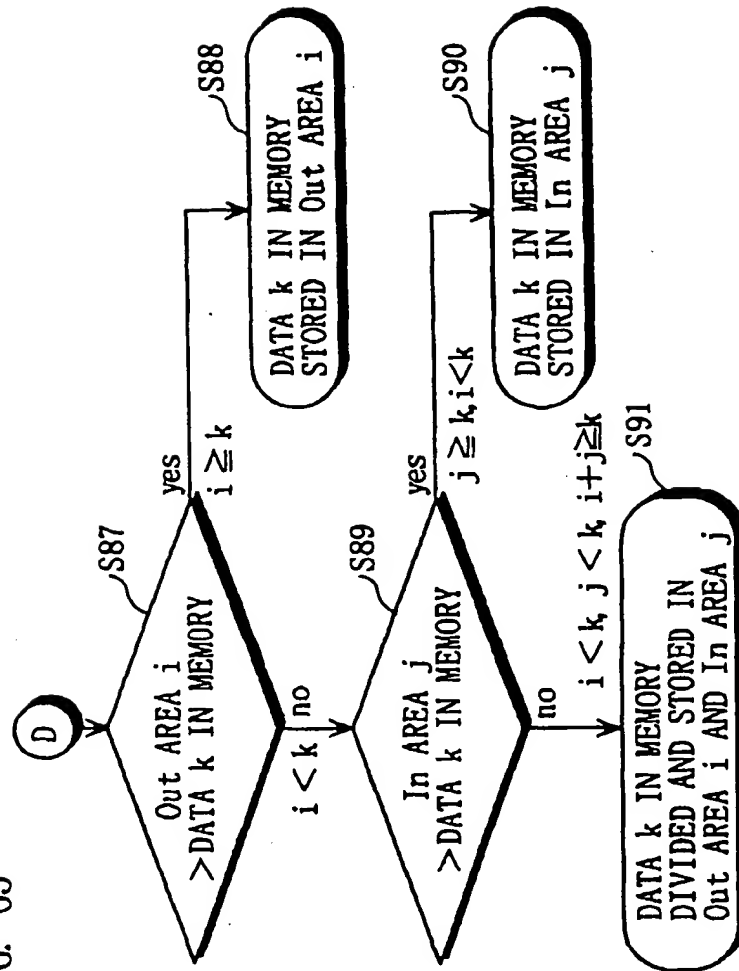 D
S87
Out AREA i
>DATA k IN MEMORY
yes
i≧k
S88
DATA k IN MEMORY
STORED IN Out AREA i
no
i<k
S89
In AREA j
>DATA k IN MEMORY
yes
j≧k,i<k
S90
DATA k IN MEMORY
STORED IN In AREA j
no
i<k, j<k, i+j≧k
S91
DATA k IN MEMORY
DIVIDED AND STORED IN
Out AREA i AND In AREA j